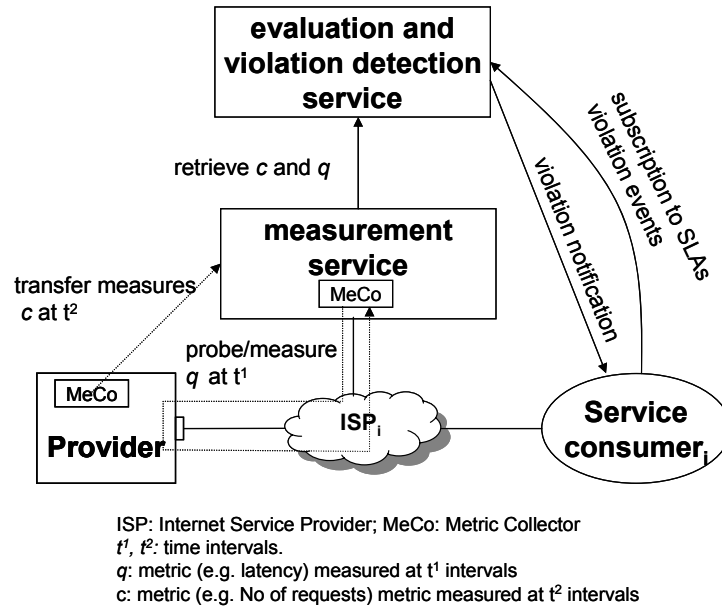 evaluation and
violation detection
service
subscription to SLAs
violation events
retrieve c and q
violation notification
measurement
service
MeCo
transfer measures
c at t²
probe/measure
q at t¹
MeCo
Provider
ISPᵢ
Service
consumerᵢ
ISP: Internet Service Provider; MeCo: Metric Collector
t¹, t²: time intervals.
q: metric (e.g. latency) measured at t¹ intervals
c: metric (e.g. No of requests) metric measured at t² intervals